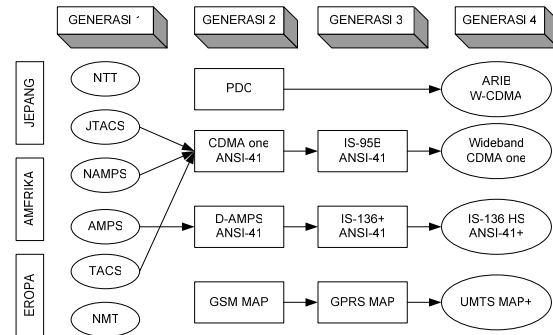 GENERASI 1
GENERASI 2
GENERASI 3
GENERASI 4
JEPANG
AMFRIKA
EROPA
NTT
JTACS
NAMPS
AMPS
TACS
NMT
PDC
CDMA one
ANSI-41
D-AMPS
ANSI-41
GSM MAP
IS-95B
ANSI-41
IS-136+
ANSI-41
GPRS MAP
ARIB
W-CDMA
Wideband
CDMA one
IS-136 HS
ANSI-41+
UMTS MAP+